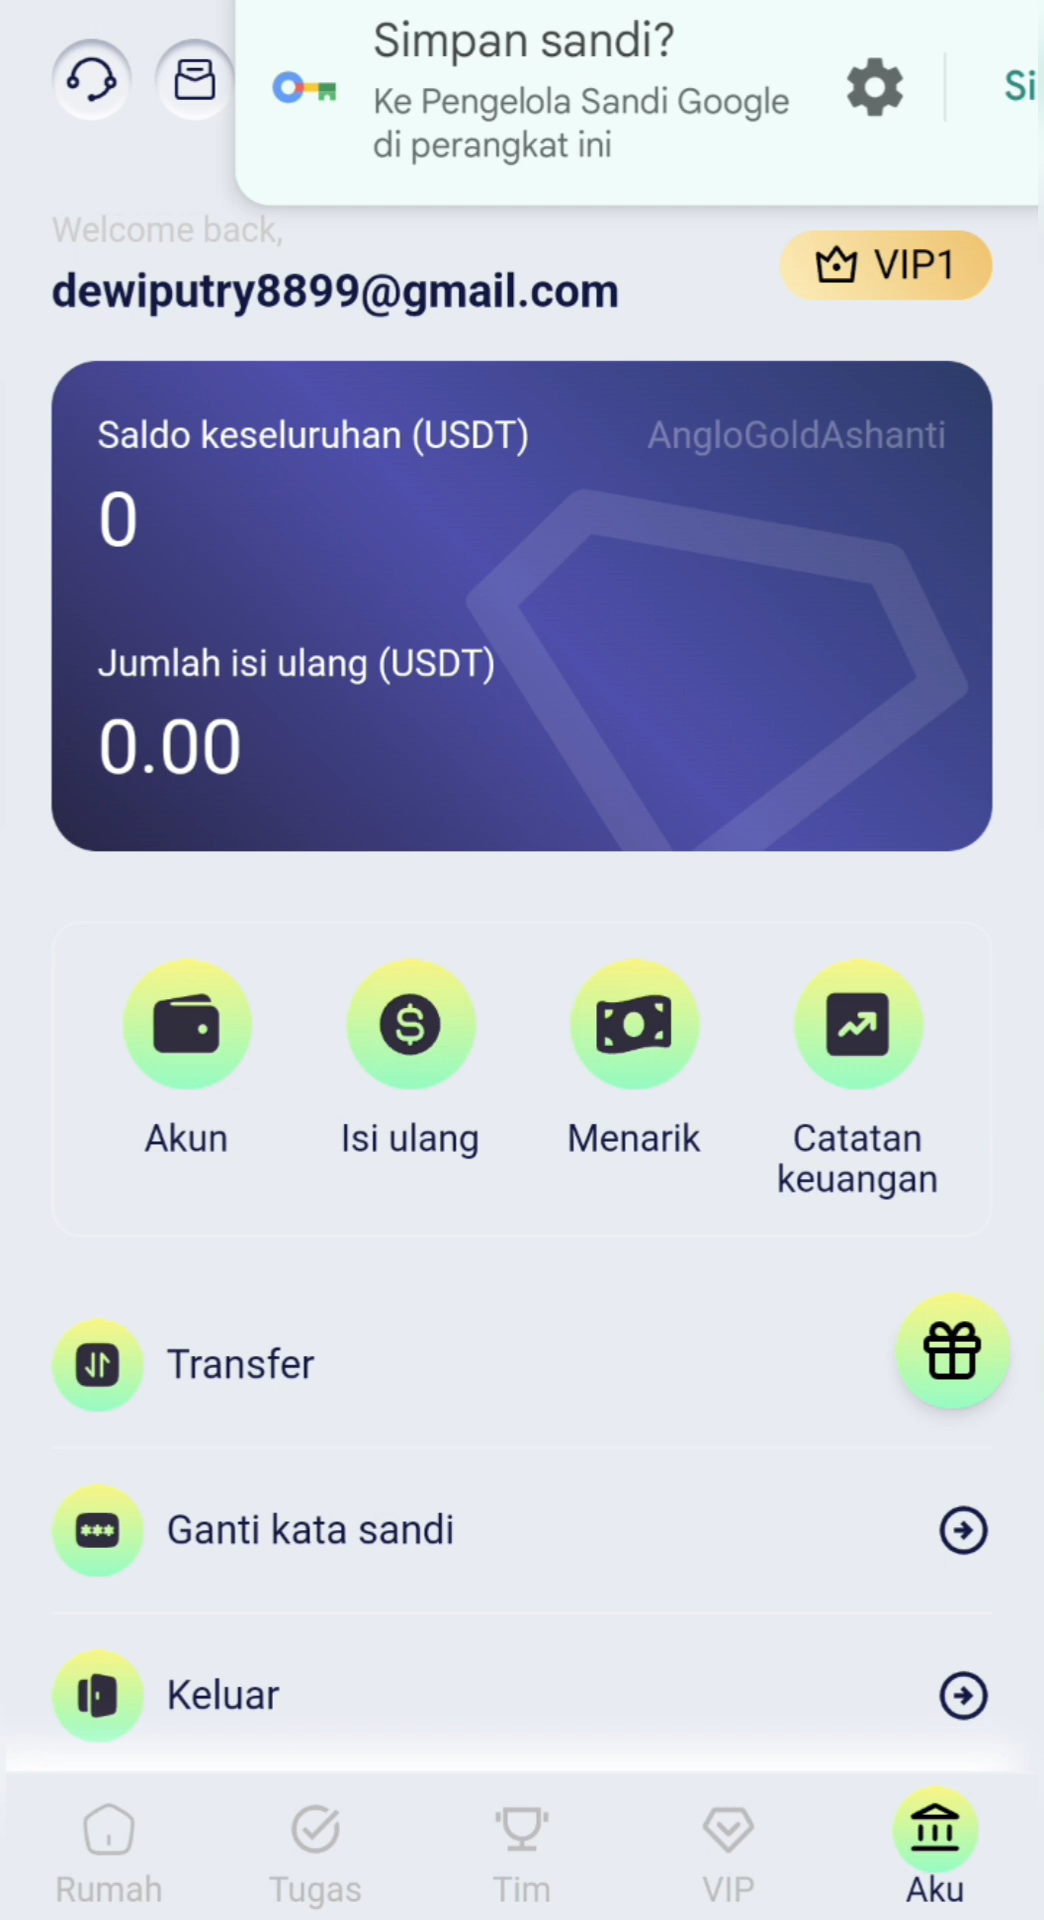 Simpan sandi?
Ke Pengelola Sandi Google
di perangkat ini
Si
Welcome back,
dewiputry8899@gmail.com
VIP1
Saldo keseluruhan (USDT)
AngloGoldAshanti
0
Jumlah isi ulang (USDT)
0.00
Akun
Isi ulang
Menarik
Catatan
keuangan
Transfer
Ganti kata sandi
Keluar
Rumah
Tugas
Tim
VIP
Aku